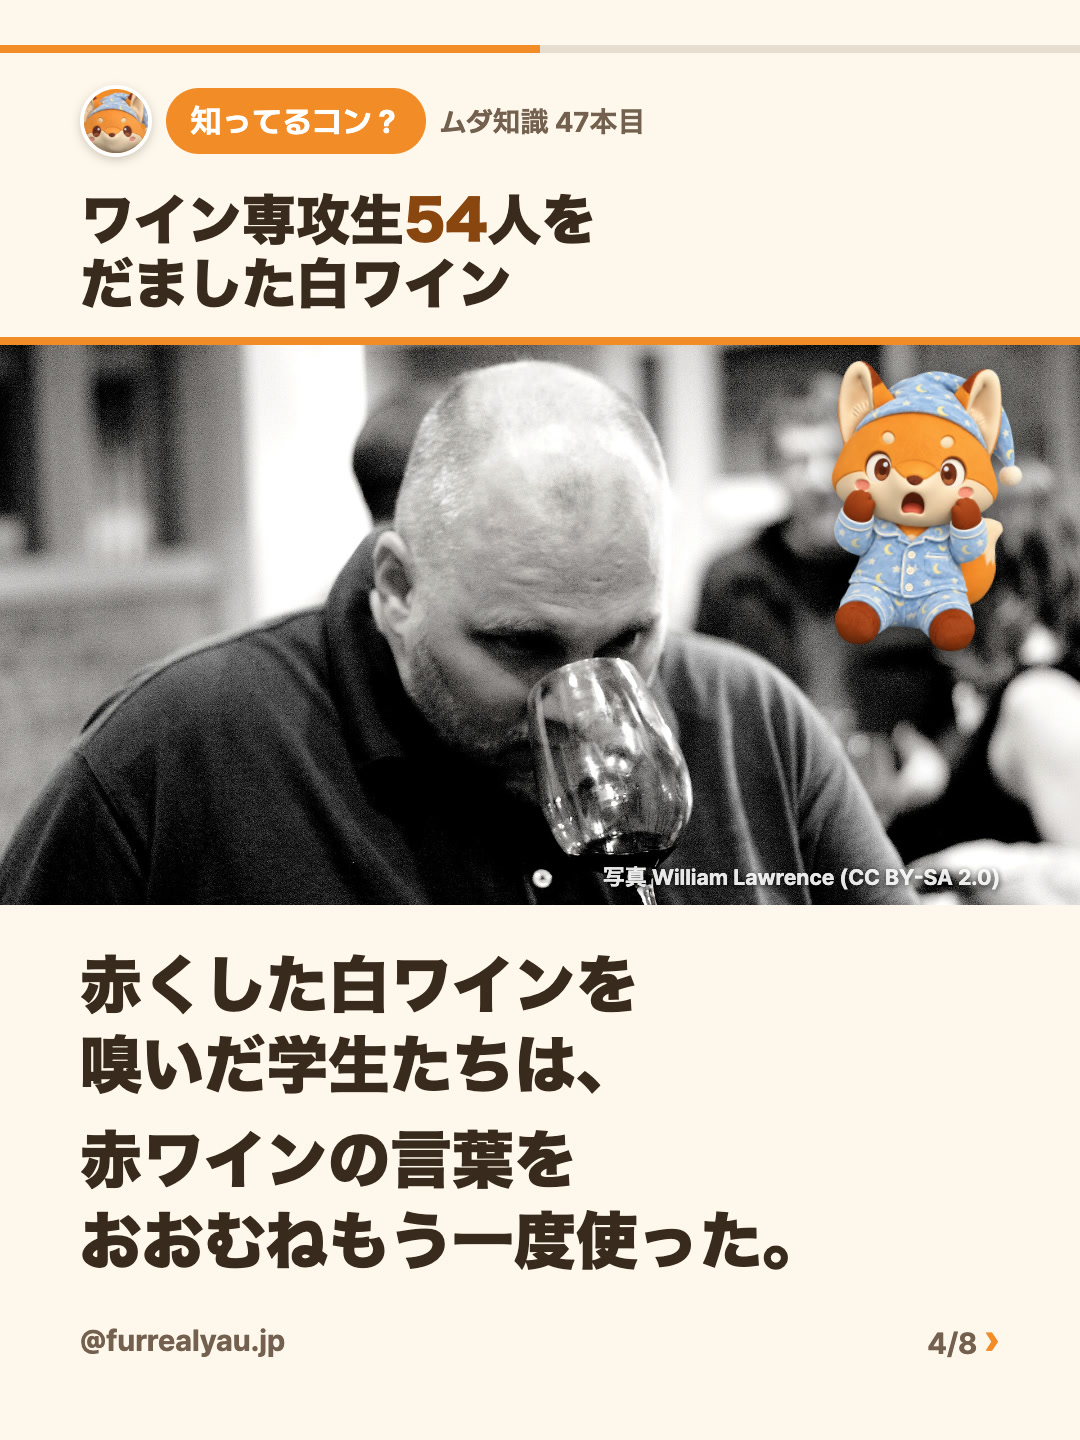 知ってるコン？ ムダ知識 47本目
ワイン専攻生54人を
だました白ワイン
写真 William Lawrence (CC BY-SA 2.0)
赤くした白ワインを
嗅いだ学生たちは、
赤ワインの言葉を
おおむねもう一度使った。
@furrealyau.jp
4/8 ›